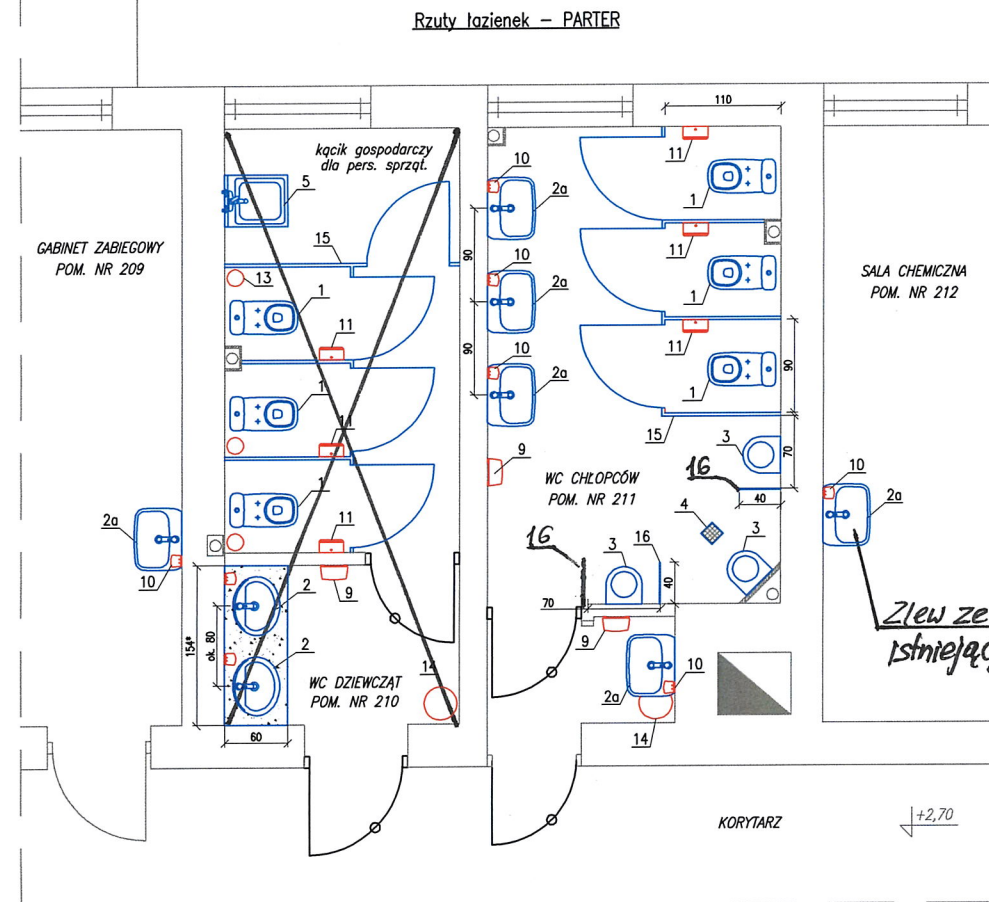 Rzuty łazienek – PARTER
110
kącik gospodarczy
dla pers. sprząt.
5
15
13
1
11
1
11
1
11
9
2
2
154*
ok. 80
60
14
WC DZIEWCZĄT
POM. NR 210
GABINET ZABIEGOWY
POM. NR 209
2a
10
10
2a
90
10
2a
90
10
2a
9
11
1
11
1
11
1
90
15
3
70
16
40
WC CHŁOPCÓW
POM. NR 211
4
16
3
16
3
40
70
9
10
2a
14
SALA CHEMICZNA
POM. NR 212
10
2a
Zlew ze
istniejąc
KORYTARZ
+2,70